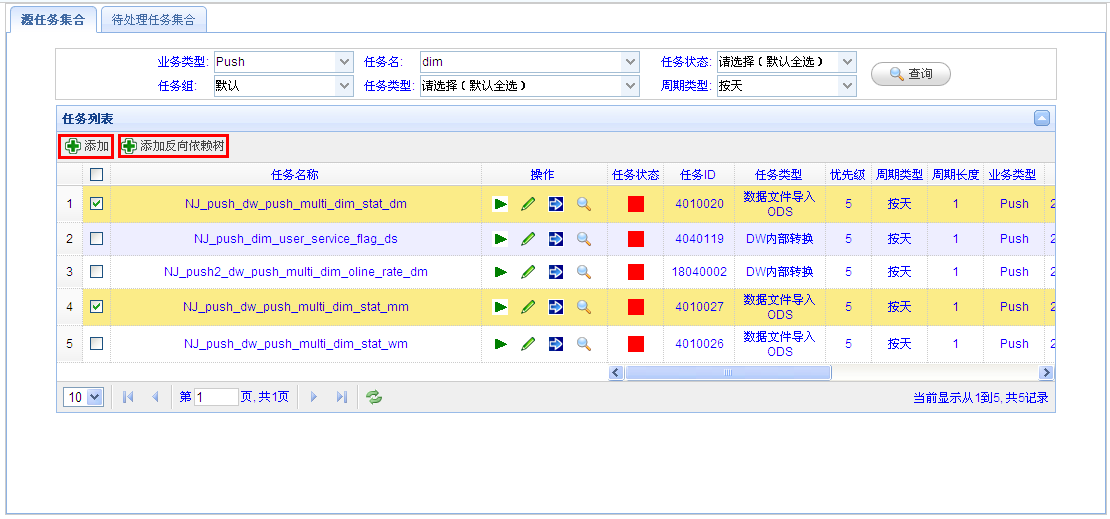 源任务集合 待处理任务集合
业务类型: Push 任务名: dim 任务状态: 请选择（默认全选） 查询
任务组: 默认 任务类型: 请选择（默认全选） 周期类型: 按天
任务列表
添加 添加反向依赖树
任务名称 操作 任务状态 任务ID 任务类型 优先级 周期类型 周期长度 业务类型
1 NJ_push_dw_push_multi_dim_stat_dm 4010020 数据文件导入ODS 5 按天 1 Push 2
2 NJ_push_dim_user_service_flag_ds 4040119 DW内部转换 5 按天 1 Push 2
3 NJ_push2_dw_push_multi_dim_oline_rate_dm 18040002 DW内部转换 5 按天 1 Push 2
4 NJ_push_dw_push_multi_dim_stat_mm 4010027 数据文件导入ODS 5 按天 1 Push 2
5 NJ_push_dw_push_multi_dim_stat_wm 4010026 数据文件导入ODS 5 按天 1 Push 2
10 第 1 页,共1页 当前显示从1到5, 共5记录